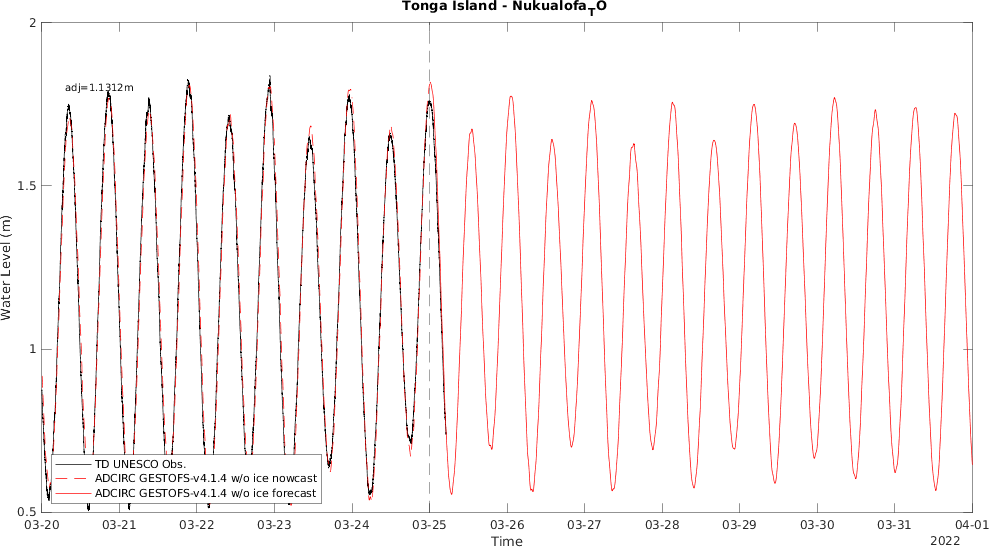 Tonga Island - Nukualofa_TO
adj=1.1312m
Water Level (m)
2
1.5
1
0.5
TD UNESCO Obs.
ADCIRC GESTOFS-v4.1.4 w/o ice nowcast
ADCIRC GESTOFS-v4.1.4 w/o ice forecast
03-20 03-21 03-22 03-23 03-24 03-25 03-26 03-27 03-28 03-29 03-30 03-31 04-01
Time
2022